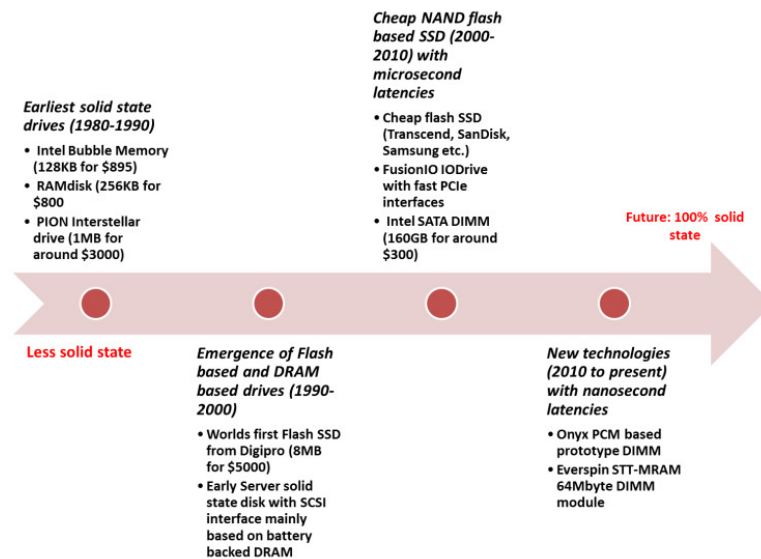 Earliest solid state
drives (1980-1990)
• Intel Bubble Memory
(128KB for $895)
• RAMdisk (256KB for
$800
• PION Interstellar
drive (1MB for
around $3000)
Cheap NAND flash
based SSD (2000-
2010) with
microsecond
latencies
• Cheap flash SSD
(Transcend, SanDisk,
Samsung etc.)
• FusionIO IODrive
with fast PCIe
interfaces
• Intel SATA DIMM
(160GB for around
$300)
Future: 100% solid
state
Less solid state
Emergence of Flash
based and DRAM
based drives (1990-
2000)
• Worlds first Flash SSD
from Digipro (8MB
for $5000)
• Early Server solid
state disk with SCSI
interface mainly
based on battery
backed DRAM
New technologies
(2010 to present)
with nanosecond
latencies
• Onyx PCM based
prototype DIMM
• Everspin STT-MRAM
64Mbyte DIMM
module